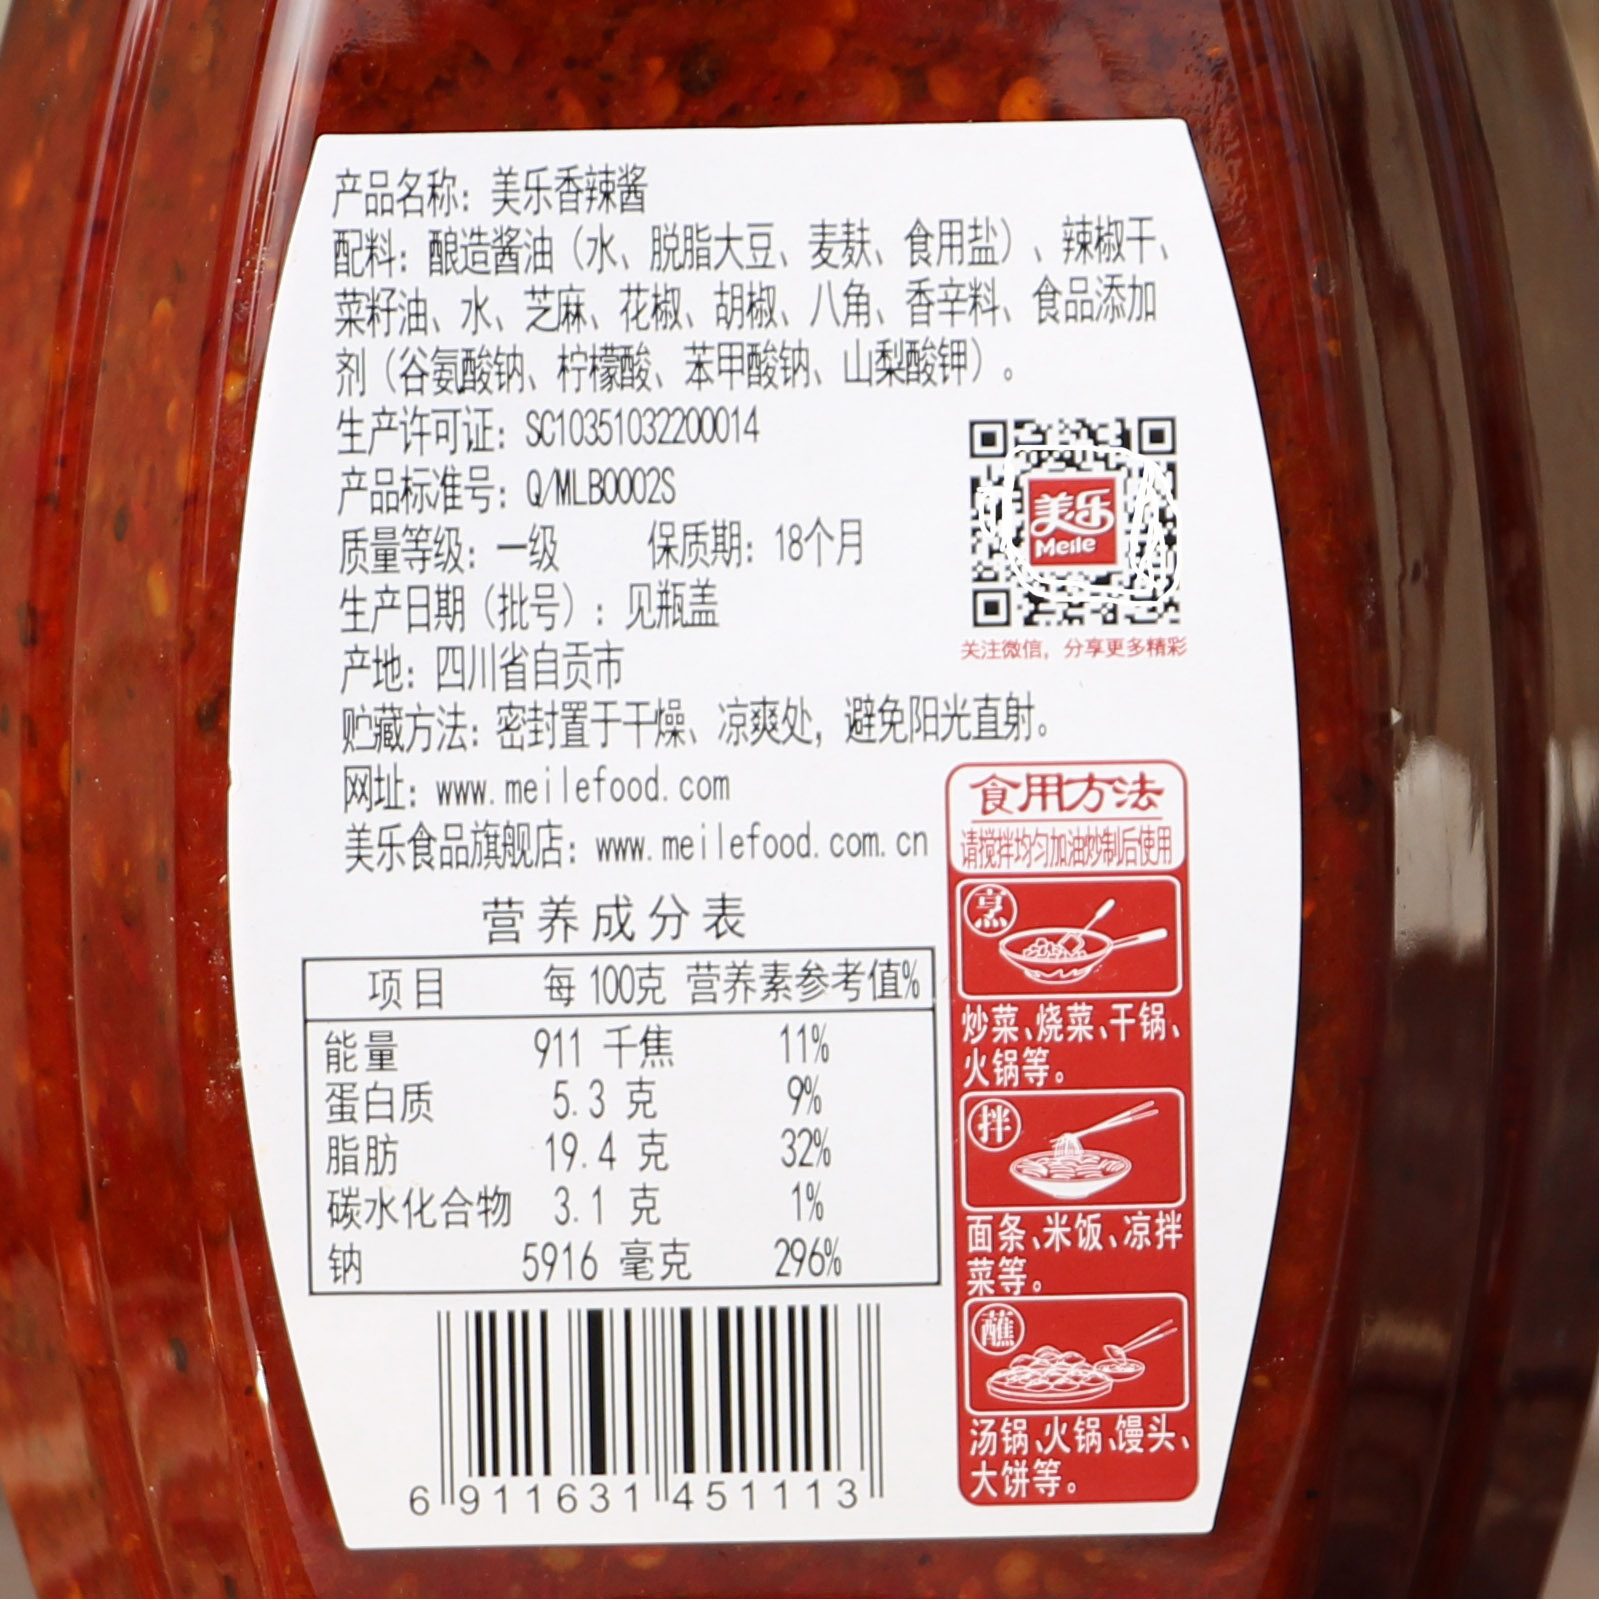 产品名称：美乐香辣酱
配料：酿造酱油（水、脱脂大豆、麦麸、食用盐）、辣椒干、
菜籽油、水、芝麻、花椒、胡椒、八角、香辛料、食品添加
剂（谷氨酸钠、柠檬酸、苯甲酸钠、山梨酸钾）。
生产许可证：SC10351032200014
产品标准号：Q/MLB0002S
质量等级：一级 保质期：18个月
生产日期（批号）：见瓶盖
产地：四川省自贡市
贮藏方法：密封置于干燥、凉爽处，避免阳光直射。
网址：www.meilefood.com
美乐食品旗舰店：www.meilefood.com.cn
美乐
Meile
关注微信，分享更多精彩
营养成分表
项目 每100克 营养素参考值%
能量 911 千焦 11%
蛋白质 5.3 克 9%
脂肪 19.4 克 32%
碳水化合物 3.1 克 1%
钠 5916 毫克 296%
6 911631 451113
食用方法
请搅拌均匀加油炒制后使用
烹
炒菜、烧菜、干锅、
火锅等。
拌
面条、米饭、凉拌
菜等。
蘸
汤锅、火锅、馒头、
大饼等。